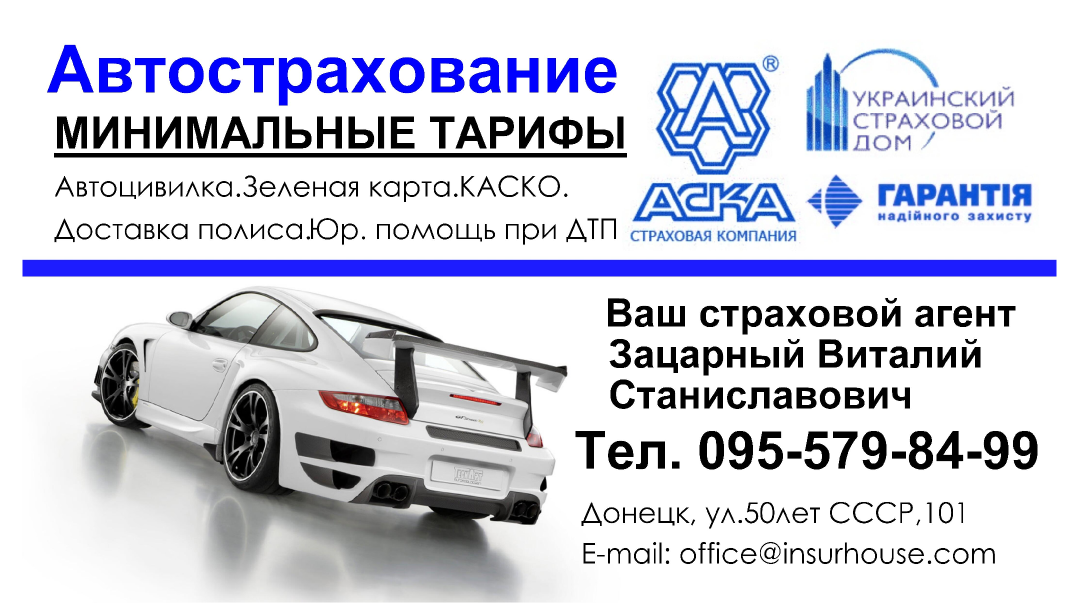 Автострахование
МИНИМАЛЬНЫЕ ТАРИФЫ
Автоцивилка.Зеленая карта.КАСКО.
Доставка полиса.Юр. помощь при ДТП
®
АСКА
СТРАХОВАЯ КОМПАНИЯ
УКРАИНСКИЙ
СТРАХОВОЙ
ДОМ
ГАРАНТІЯ
надійного захисту
Ваш страховой агент
Зацарный Виталий
Станиславович
Тел. 095-579-84-99
Донецк, ул.50лет СССР,101
E-mail: office@insurhouse.com